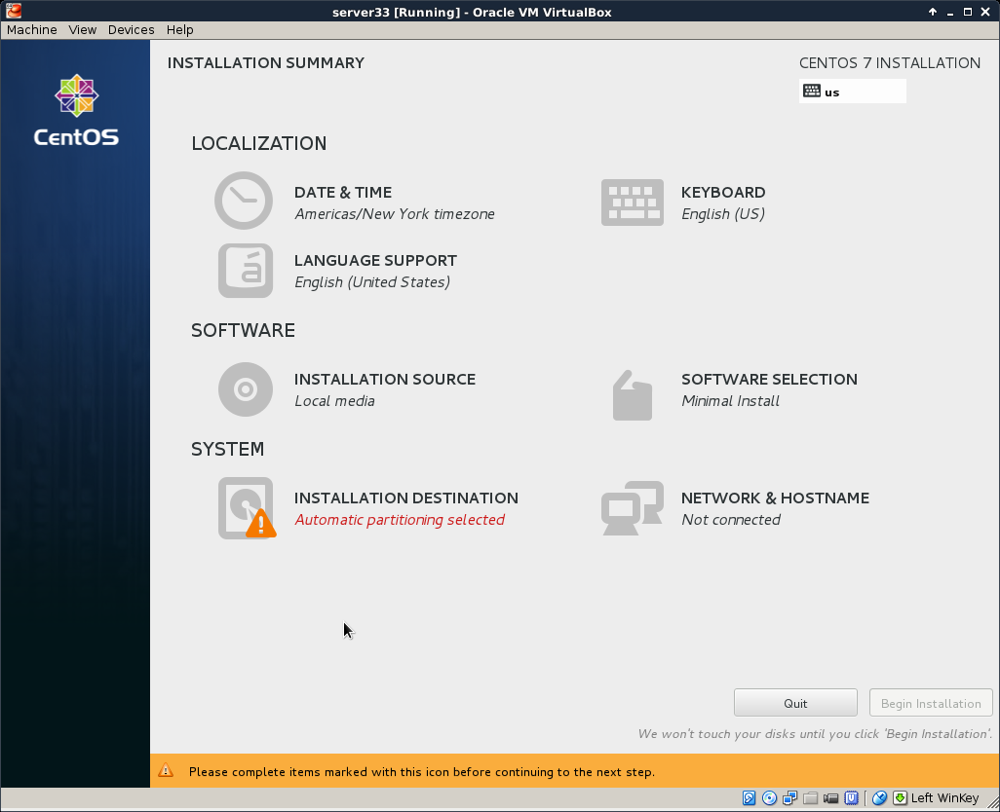 server33 [Running] - Oracle VM VirtualBox
Machine View Devices Help
CentOS
INSTALLATION SUMMARY
CENTOS 7 INSTALLATION
us
LOCALIZATION
DATE & TIME
Americas/New York timezone
KEYBOARD
English (US)
LANGUAGE SUPPORT
English (United States)
SOFTWARE
INSTALLATION SOURCE
Local media
SOFTWARE SELECTION
Minimal Install
SYSTEM
INSTALLATION DESTINATION
Automatic partitioning selected
NETWORK & HOSTNAME
Not connected
Quit
Begin Installation
We won't touch your disks until you click 'Begin Installation'.
Please complete items marked with this icon before continuing to the next step.
Left WinKey